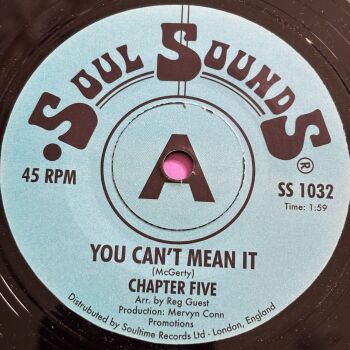 SOUL SOUNDS
®
45 RPM
A
SS 1032
Time: 1:59
YOU CAN'T MEAN IT
(McGerty)
CHAPTER FIVE
Arr. by Reg Guest
Production: Mervyn Conn
Promotions
Distrubuted by Soultime Records Ltd - London, England